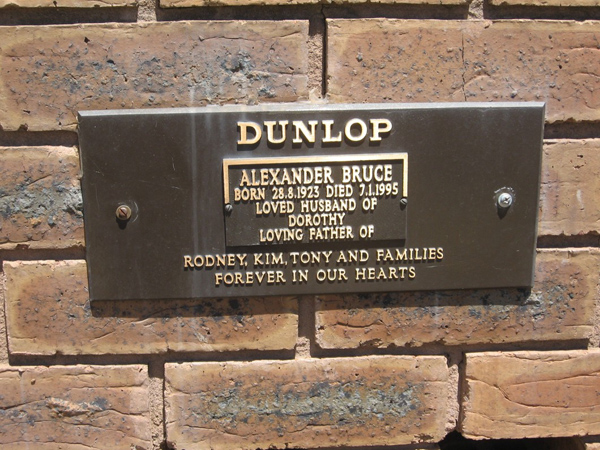 DUNLOP
ALEXANDER BRUCE
BORN 28.8.1923 DIED 7.1.1995
LOVED HUSBAND OF
DOROTHY
LOVING FATHER OF
RODNEY, KIM, TONY AND FAMILIES
FOREVER IN OUR HEARTS